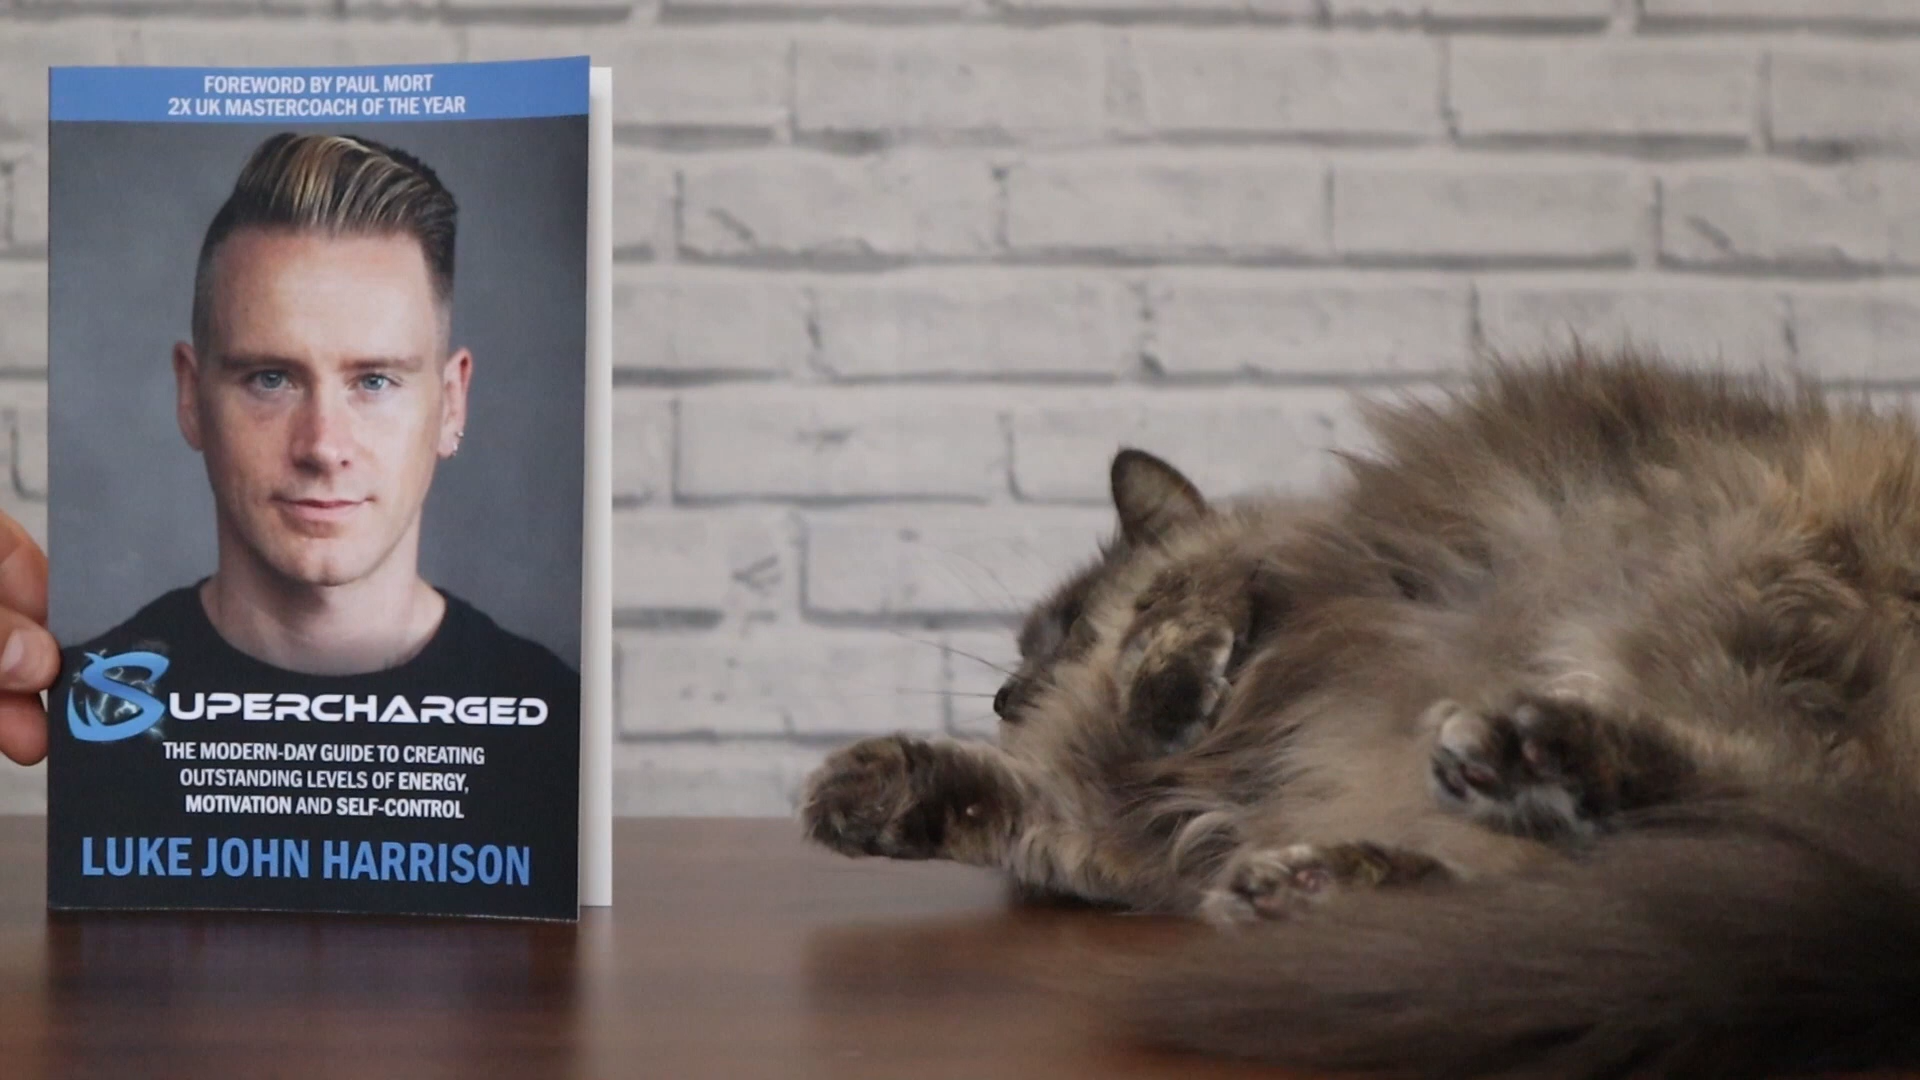 FOREWORD BY PAUL MORT
2X UK MASTERCOACH OF THE YEAR
SUPERCHARGED
THE MODERN-DAY GUIDE TO CREATING
OUTSTANDING LEVELS OF ENERGY,
MOTIVATION AND SELF-CONTROL
LUKE JOHN HARRISON